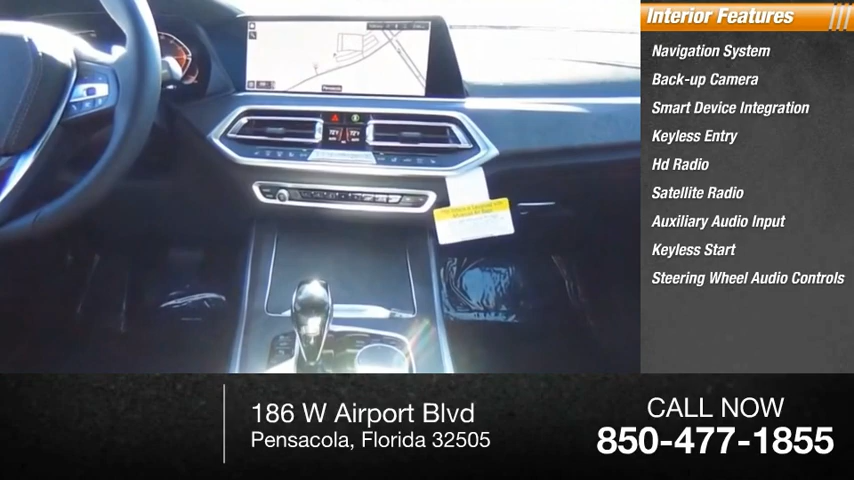 Interior Features
Navigation System
Back-up Camera
Smart Device Integration
Keyless Entry
Hd Radio
Satellite Radio
Auxiliary Audio Input
Keyless Start
Steering Wheel Audio Controls
Pensacola
186 W Airport Blvd
Pensacola, Florida 32505
CALL NOW
850-477-1855